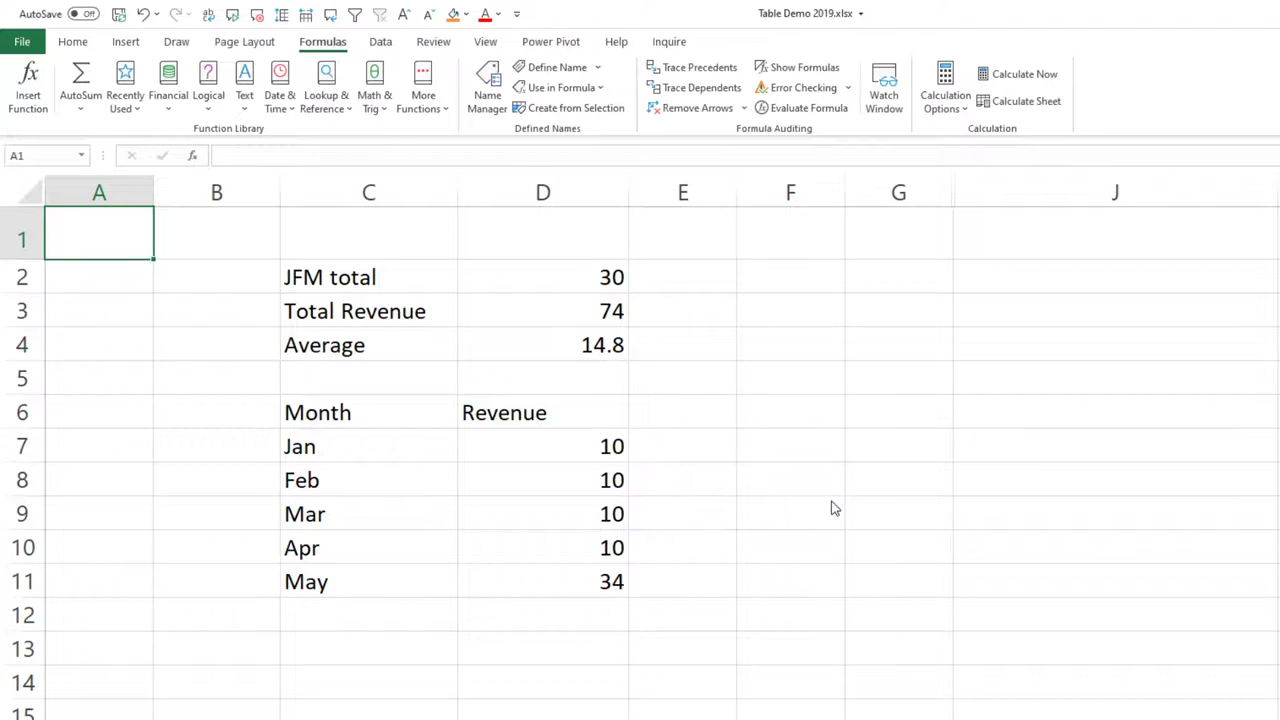 AutoSave Off Table Demo 2019.xlsx
File Home Insert Draw Page Layout Formulas Data Review View Power Pivot Help Inquire
fx Insert Function
Σ AutoSum
Recently Used
Financial
? Logical
A Text
Date & Time
Lookup & Reference
θ Math & Trig
More Functions
Function Library
Name Manager
Define Name
Use in Formula
Create from Selection
Defined Names
Trace Precedents
Trace Dependents
Remove Arrows
Show Formulas
Error Checking
fx Evaluate Formula
Formula Auditing
Watch Window
Calculation Options
Calculate Now
Calculate Sheet
Calculation
A1 fx
A B C D E F G J
1
2 JFM total 30
3 Total Revenue 74
4 Average 14.8
5
6 Month Revenue
7 Jan 10
8 Feb 10
9 Mar 10
10 Apr 10
11 May 34
12
13
14
15